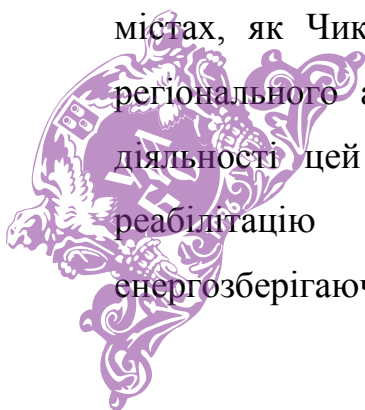 містах, як Чик
регіонального а
діяльності цей
реабілітацію
енергозберігаюч